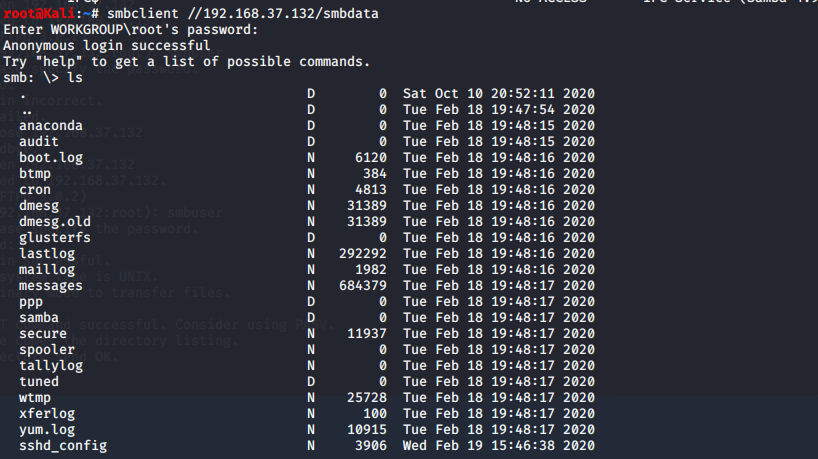 NO ACCESS IPC Service (Samba 4.9
root@Kali:~# smbclient //192.168.37.132/smbdata
Enter WORKGROUP\root's password:
Anonymous login successful
Try "help" to get a list of possible commands.
smb: \> ls
. D 0 Sat Oct 10 20:52:11 2020
.. D 0 Tue Feb 18 19:47:54 2020
anaconda D 0 Tue Feb 18 19:48:15 2020
audit D 0 Tue Feb 18 19:48:15 2020
boot.log N 6120 Tue Feb 18 19:48:16 2020
btmp N 384 Tue Feb 18 19:48:16 2020
cron N 4813 Tue Feb 18 19:48:16 2020
dmesg N 31389 Tue Feb 18 19:48:16 2020
dmesg.old N 31389 Tue Feb 18 19:48:16 2020
glusterfs D 0 Tue Feb 18 19:48:16 2020
lastlog N 292292 Tue Feb 18 19:48:16 2020
maillog N 1982 Tue Feb 18 19:48:16 2020
messages N 684379 Tue Feb 18 19:48:17 2020
ppp D 0 Tue Feb 18 19:48:17 2020
samba D 0 Tue Feb 18 19:48:17 2020
secure N 11937 Tue Feb 18 19:48:17 2020
spooler N 0 Tue Feb 18 19:48:17 2020
tallylog N 0 Tue Feb 18 19:48:17 2020
tuned D 0 Tue Feb 18 19:48:17 2020
wtmp N 25728 Tue Feb 18 19:48:17 2020
xferlog N 100 Tue Feb 18 19:48:17 2020
yum.log N 10915 Tue Feb 18 19:48:17 2020
sshd_config N 3906 Wed Feb 19 15:46:38 2020